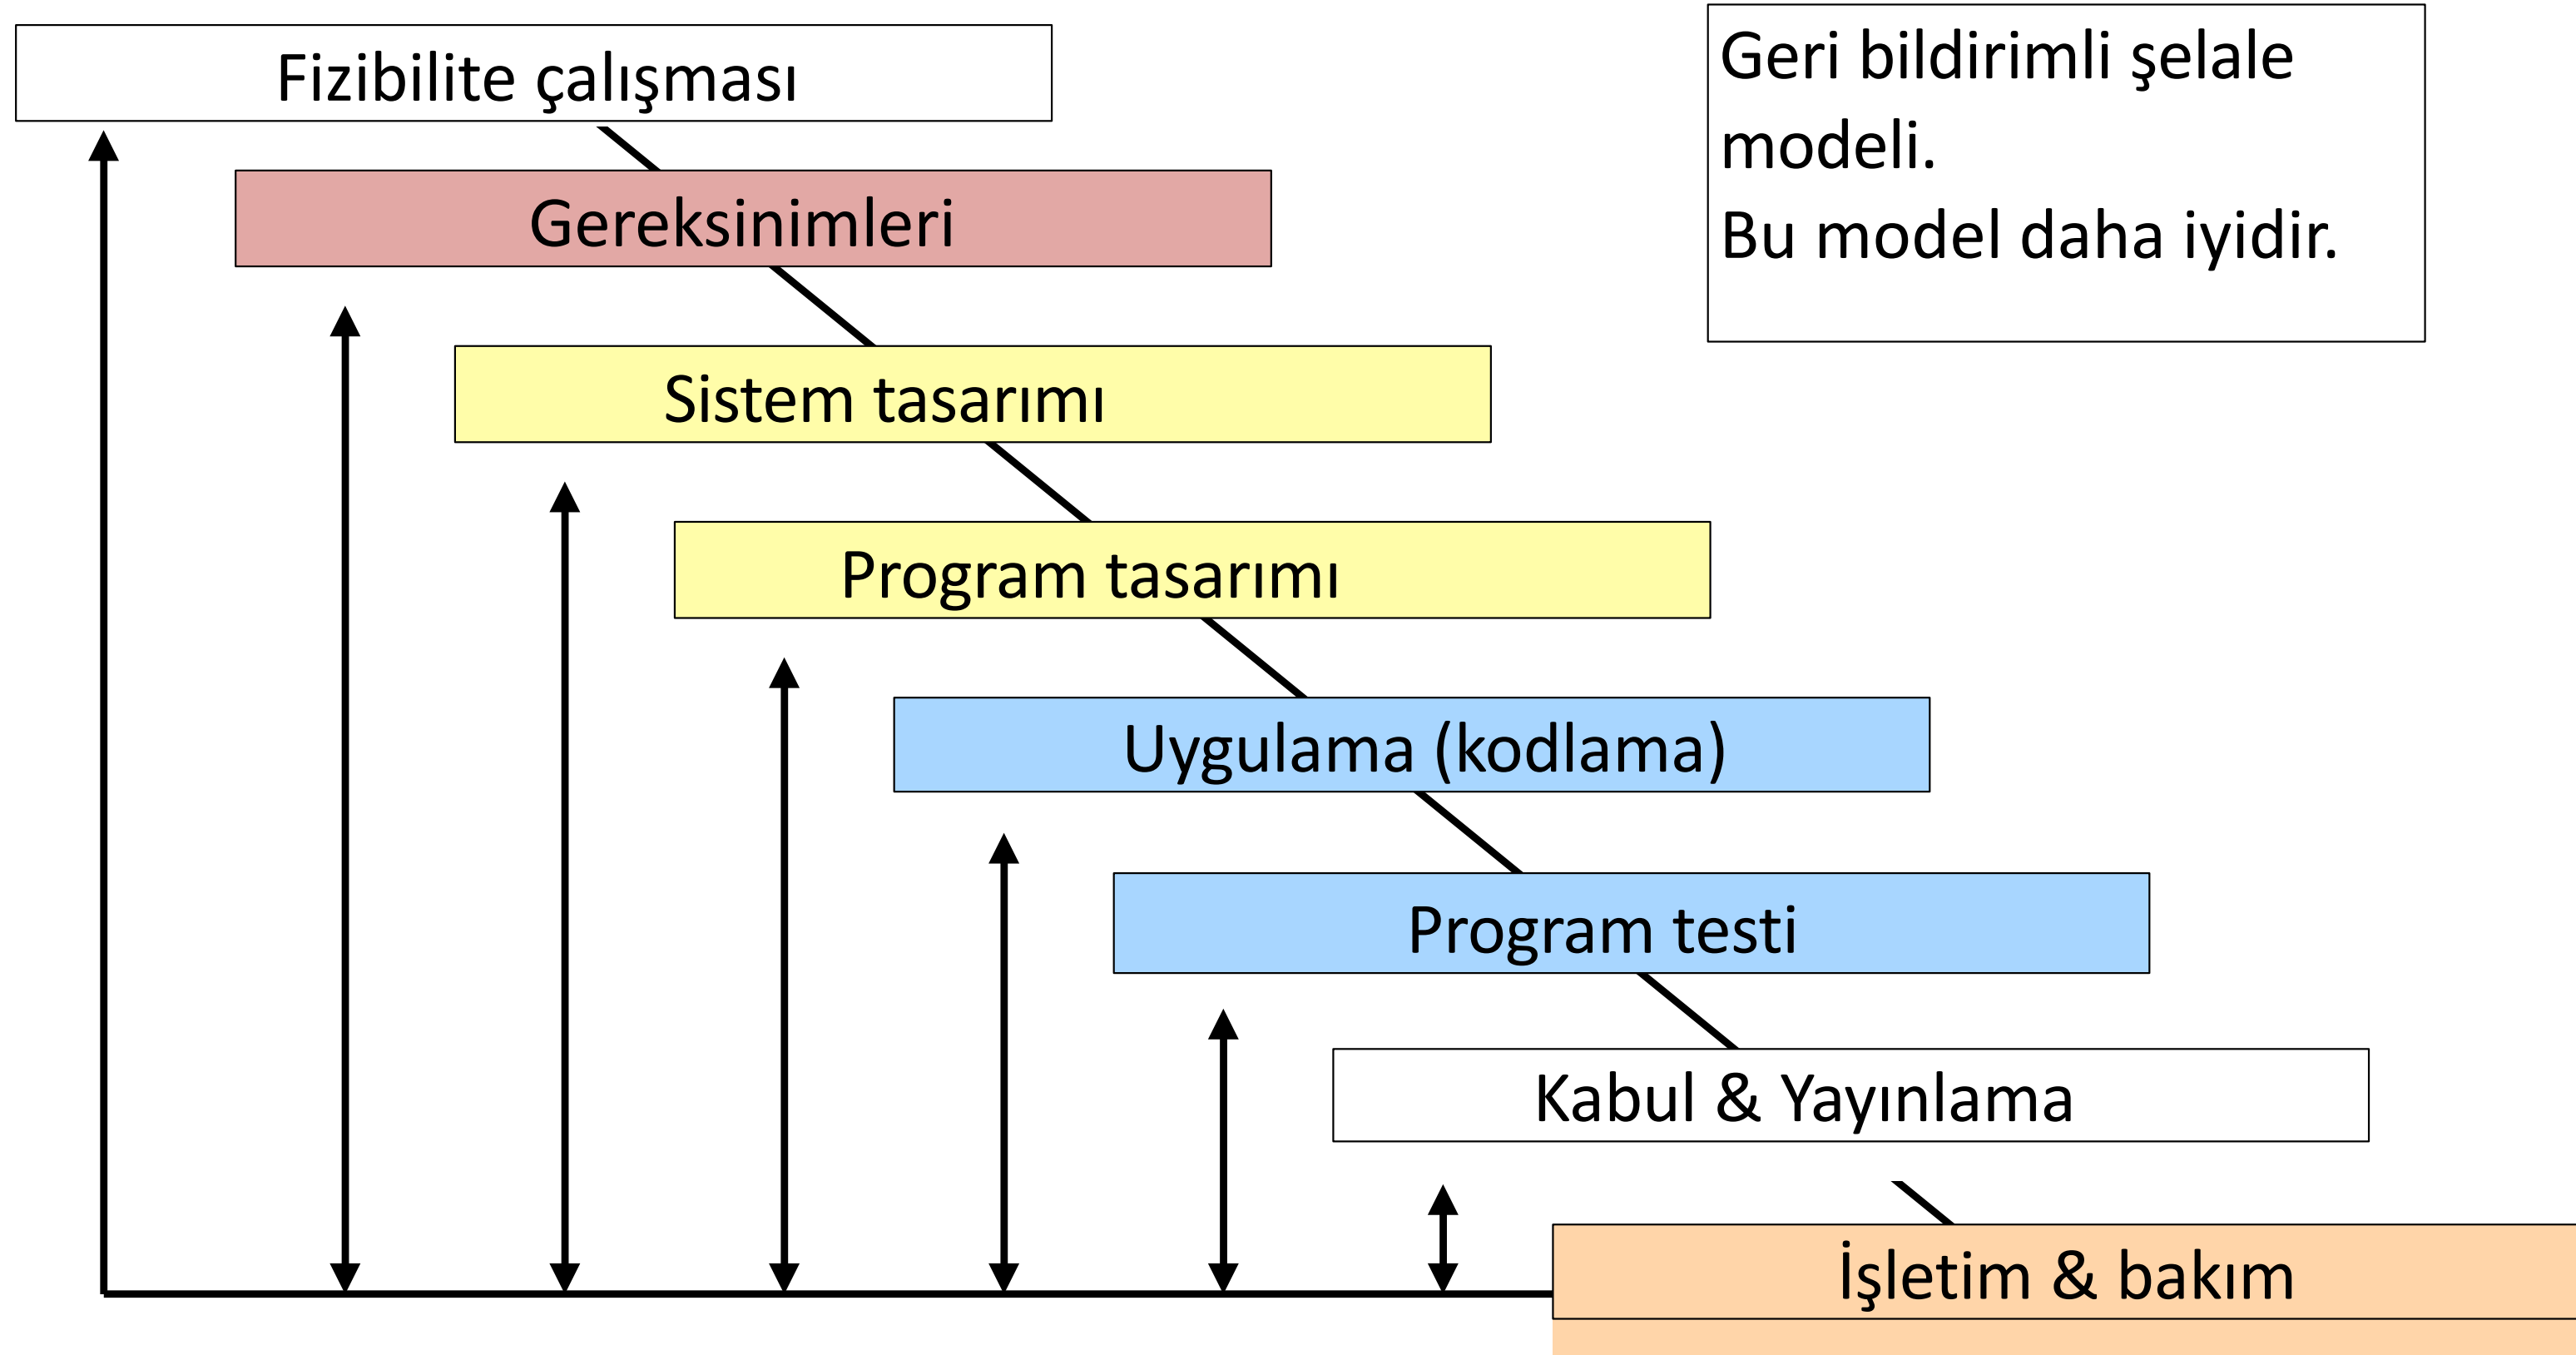 Fizibilite çalışması
Geri bildirimli şelale
modeli.
Bu model daha iyidir.
Gereksinimleri
Sistem tasarımı
Program tasarımı
Uygulama (kodlama)
Program testi
Kabul & Yayınlama
İşletim & bakım